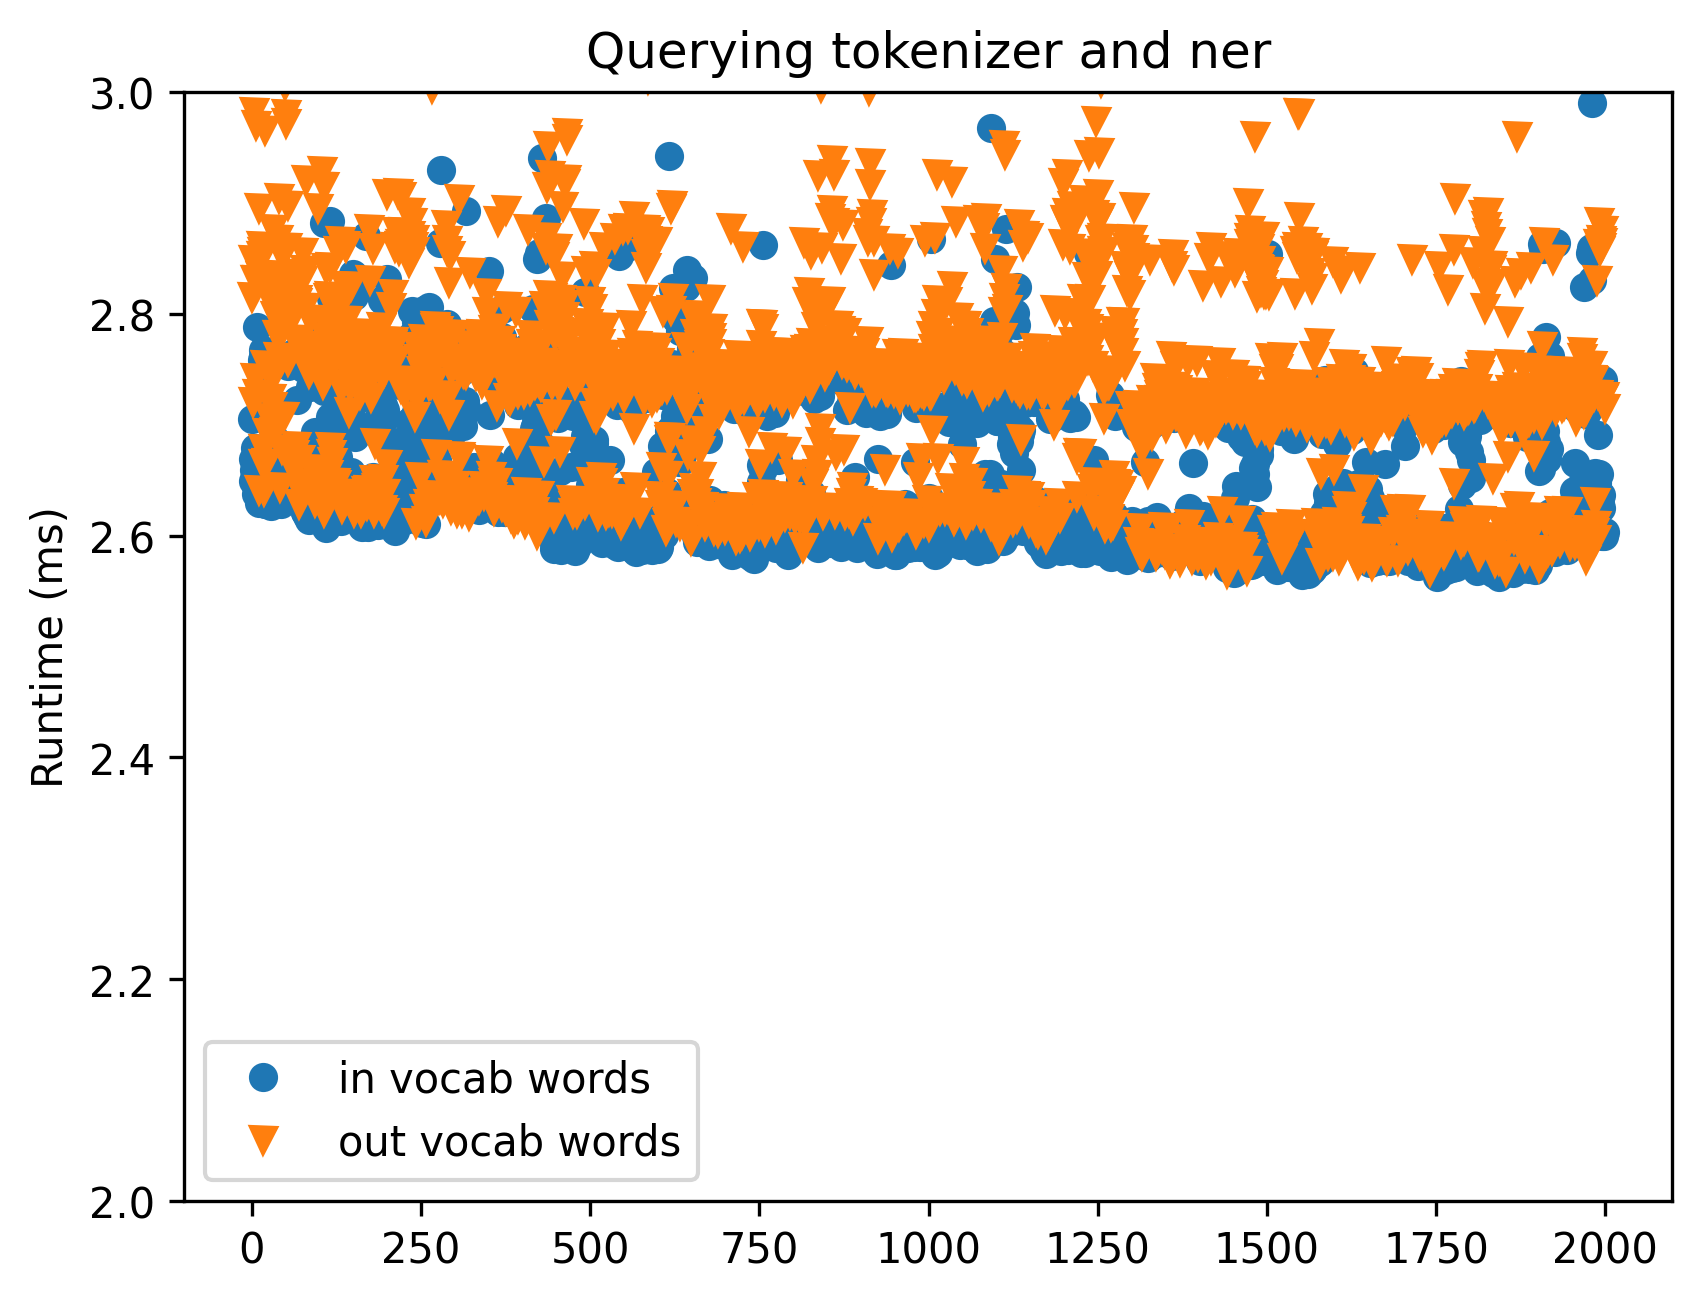 Querying tokenizer and ner
3.0
2.8
2.6
2.4
2.2
2.0
Runtime (ms)
in vocab words
out vocab words
0 250 500 750 1000 1250 1500 1750 2000